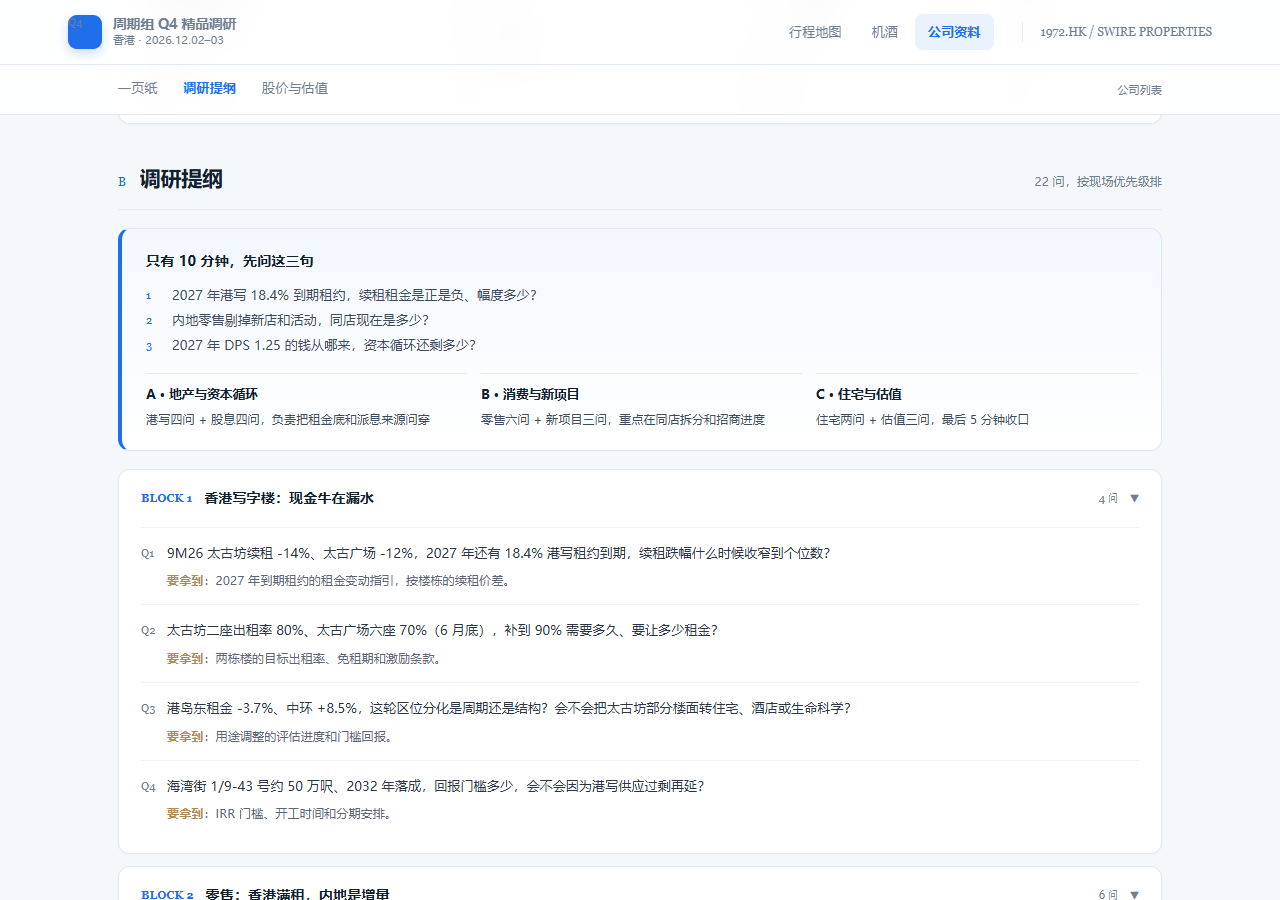 24
周期组 Q4 精品调研
香港 · 2026.12.02–03
行程地图
机酒
公司资料
1972.HK / SWIRE PROPERTIES
一页纸
调研提纲
股价与估值
公司列表
B 调研提纲
22 问，按现场优先级排
只有 10 分钟，先问这三句
1 2027 年港写 18.4% 到期租约，续租租金是正是负、幅度多少？
2 内地零售剔掉新店和活动，同店现在是多少？
3 2027 年 DPS 1.25 的钱从哪来，资本循环还剩多少？
A • 地产与资本循环
港写四问 + 股息四问，负责把租金底和派息来源问穿
B • 消费与新项目
零售六问 + 新项目三问，重点在同店拆分和招商进度
C • 住宅与估值
住宅两问 + 估值三问，最后 5 分钟收口
BLOCK 1 香港写字楼：现金牛在漏水
4 问 ▼
Q1 9M26 太古坊续租 -14%、太古广场 -12%，2027 年还有 18.4% 港写租约到期，续租跌幅什么时候收窄到个位数？
要拿到：2027 年到期租约的租金变动指引，按楼栋的续租价差。
Q2 太古坊二座出租率 80%、太古广场六座 70%（6 月底），补到 90% 需要多久、要让多少租金？
要拿到：两栋楼的目标出租率、免租期和激励条款。
Q3 港岛东租金 -3.7%、中环 +8.5%，这轮区位分化是周期还是结构？会不会把太古坊部分楼面转住宅、酒店或生命科学？
要拿到：用途调整的评估进度和门槛回报。
Q4 海湾街 1/9-43 号约 50 万呎、2032 年落成，回报门槛多少，会不会因为港写供应过剩再延？
要拿到：IRR 门槛、开工时间和分期安排。
BLOCK 2 零售：香港满租，内地是增量
6 问 ▼